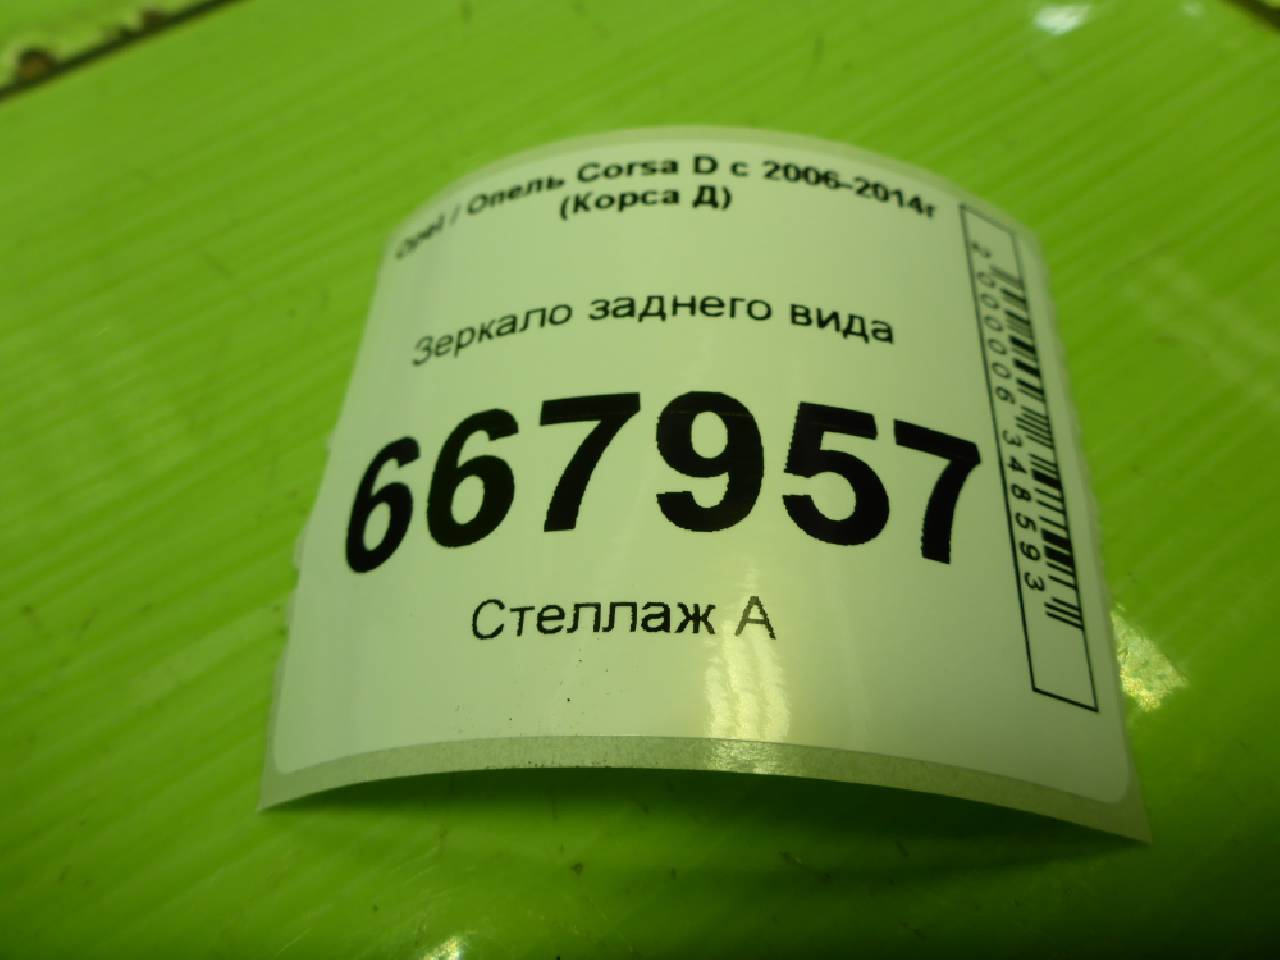 Opel / Опель Corsa D с 2006-2014г
(Корса Д)
Зеркало заднего вида
667957
Стеллаж А
2000006348593